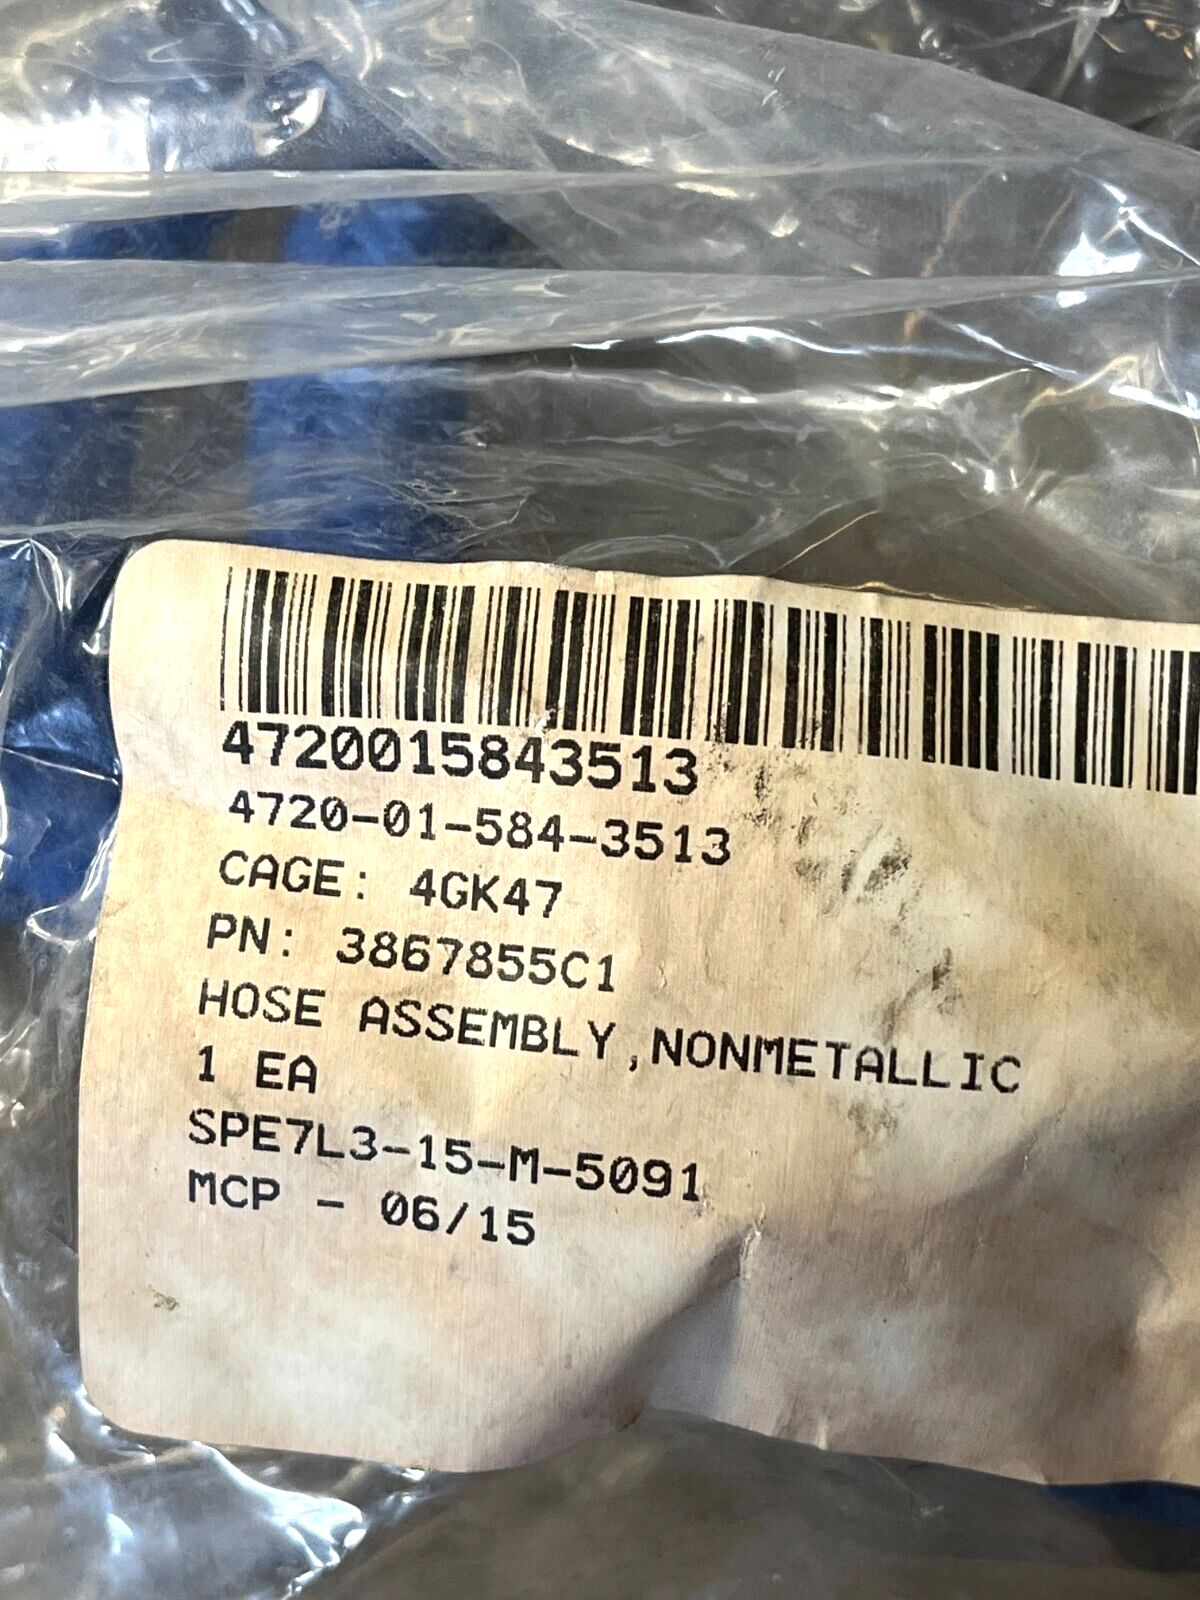 4720015843513
4720-01-584-3513
CAGE: 4GK47
PN: 3867855C1
HOSE ASSEMBLY,NONMETALLIC
1 EA
SPE7L3-15-M-5091
MCP - 06/15